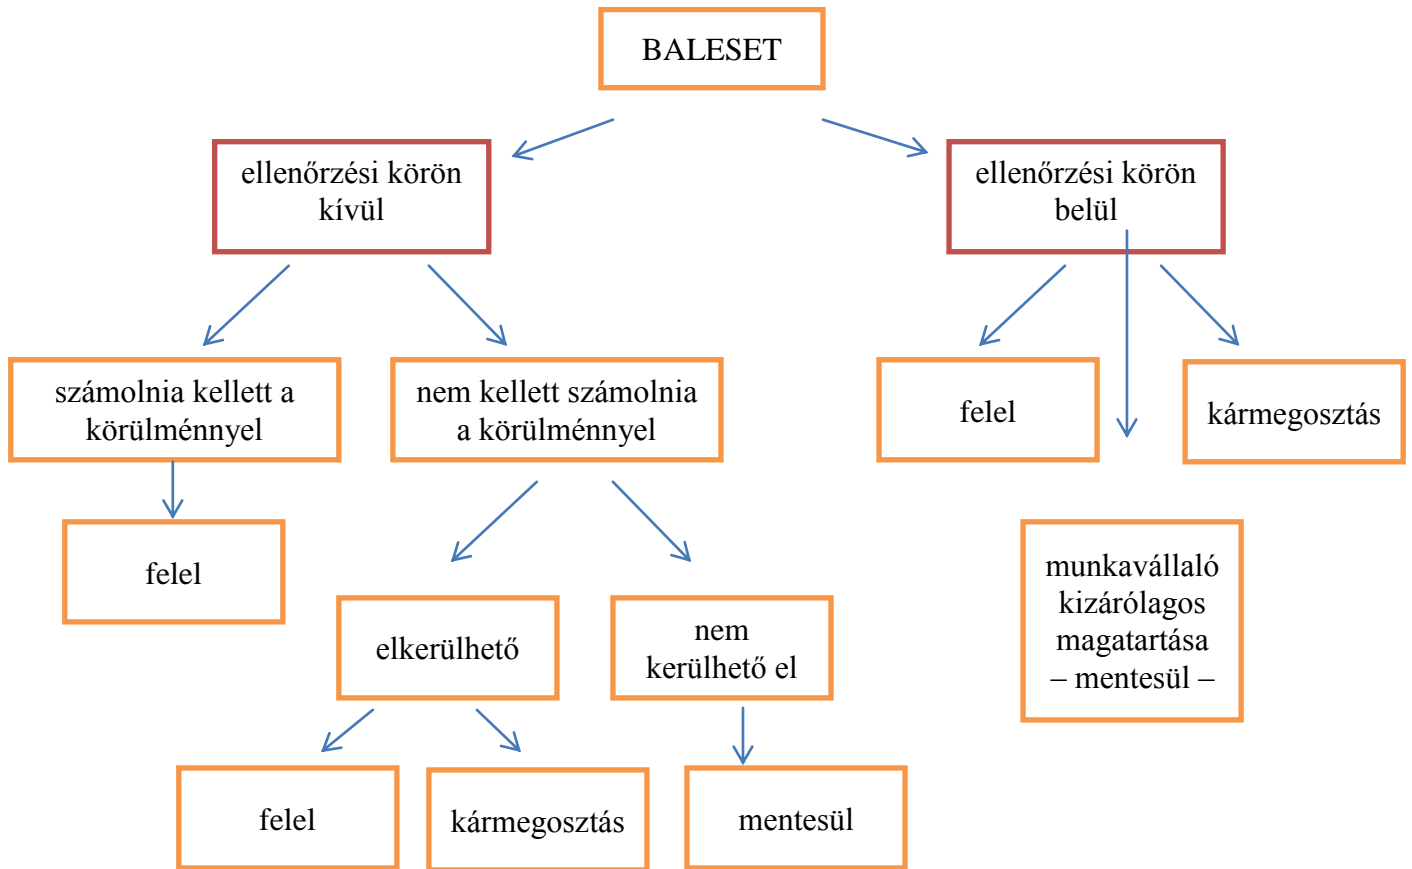 BALESET
ellenőrzési körön
kívül
ellenőrzési körön
belül
számolnia kellett a
körülménnyel
nem kellett számolnia
a körülménnyel
felel
kármegosztás
felel
munkavállaló
kizárólagos
magatartása
– mentesül –
elkerülhető
nem
kerülhető el
felel
kármegosztás
mentesül